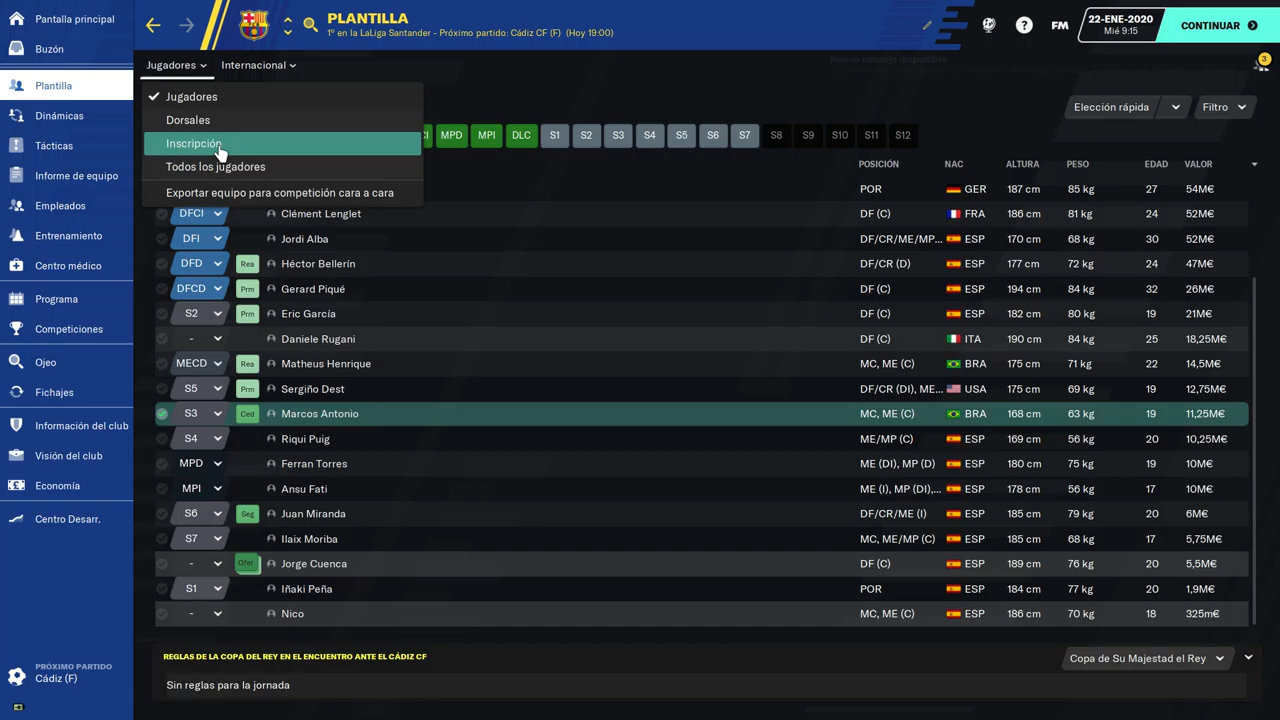 Pantalla principal
Buzón
Plantilla
Dinámicas
Tácticas
Informe de equipo
Empleados
Entrenamiento
Centro médico
Programa
Competiciones
Ojeo
Fichajes
Información del club
Visión del club
Economía
Centro Desarr.
PRÓXIMO PARTIDO
Cádiz (F)
PLANTILLA
1º en la LaLiga Santander - Próximo partido: Cádiz CF (F) (Hoy 19:00)
FM
22-ENE-2020
Mié 9:15
CONTINUAR
Nuevo consejo disponible
3
Jugadores Internacional
Jugadores
Dorsales
Inscripción
Todos los jugadores
Exportar equipo para competición cara a cara
Elección rápida Filtro
CI MPD MPI DLC S1 S2 S3 S4 S5 S6 S7 S8 S9 S10 S11 S12
POSICIÓN NAC ALTURA PESO EDAD VALOR
POR GER 187 cm 85 kg 27 54M€
DFCI Clément Lenglet DF (C) FRA 186 cm 81 kg 24 52M€
DFI Jordi Alba DF/CR/ME/MP... ESP 170 cm 68 kg 30 52M€
DFD Rea Héctor Bellerín DF/CR (D) ESP 177 cm 72 kg 24 47M€
DFCD Prm Gerard Piqué DF (C) ESP 194 cm 84 kg 32 26M€
S2 Prm Eric García DF (C) ESP 182 cm 80 kg 19 21M€
- Daniele Rugani DF (C) ITA 190 cm 84 kg 25 18,25M€
MECD Rea Matheus Henrique MC, ME (C) BRA 175 cm 71 kg 22 14,5M€
S5 Prm Sergiño Dest DF/CR (DI), ME... USA 175 cm 69 kg 19 12,75M€
S3 Ced Marcos Antonio MC, ME (C) BRA 168 cm 63 kg 19 11,25M€
S4 Riqui Puig ME/MP (C) ESP 169 cm 56 kg 20 10,25M€
MPD Ferran Torres ME (DI), MP (D) ESP 180 cm 75 kg 19 10M€
MPI Ansu Fati ME (I), MP (DI),... ESP 178 cm 56 kg 17 10M€
S6 Seg Juan Miranda DF/CR/ME (I) ESP 185 cm 79 kg 20 6M€
S7 Ilaix Moriba MC, ME/MP (C) ESP 185 cm 68 kg 17 5,75M€
- Ofer Jorge Cuenca DF (C) ESP 189 cm 76 kg 20 5,5M€
S1 Iñaki Peña POR ESP 184 cm 77 kg 20 1,9M€
- Nico MC, ME (C) ESP 186 cm 70 kg 18 325m€
REGLAS DE LA COPA DEL REY EN EL ENCUENTRO ANTE EL CÁDIZ CF
Copa de Su Majestad el Rey
Sin reglas para la jornada